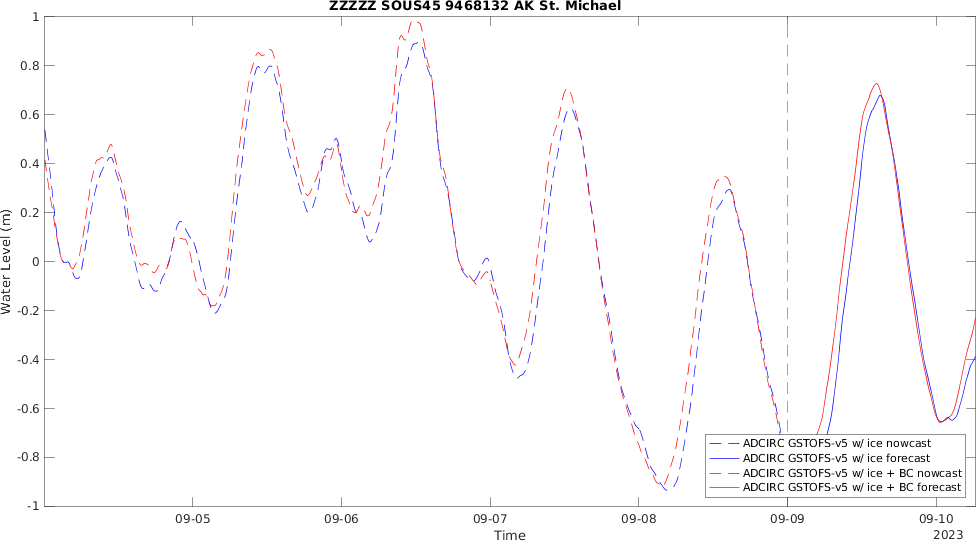 ZZZZZ SOUS45 9468132 AK St. Michael
1
0.8
0.6
0.4
0.2
0
-0.2
-0.4
-0.6
-0.8
-1
Water Level (m)
ADCIRC GSTOFS-v5 w/ ice nowcast
ADCIRC GSTOFS-v5 w/ ice forecast
ADCIRC GSTOFS-v5 w/ ice + BC nowcast
ADCIRC GSTOFS-v5 w/ ice + BC forecast
09-05 09-06 09-07 09-08 09-09 09-10
Time
2023